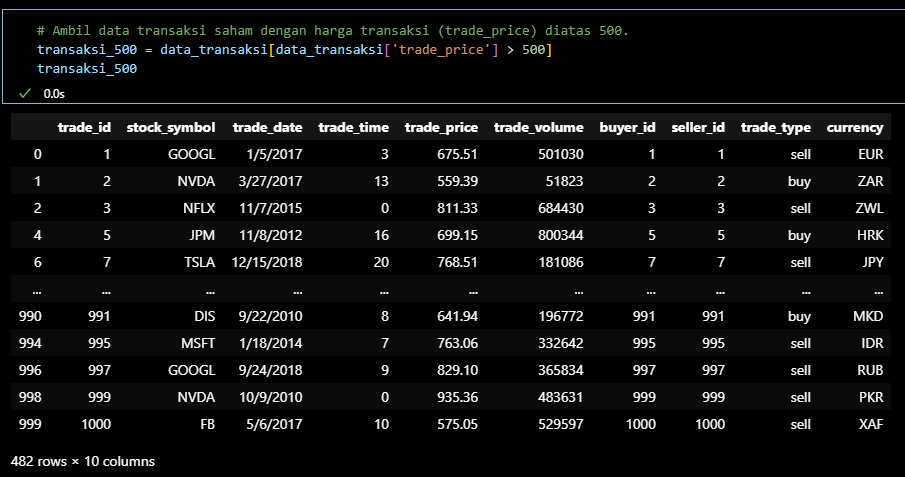 # Ambil data transaksi saham dengan harga transaksi (trade_price) diatas 500.
transaksi_500 = data_transaksi[data_transaksi['trade_price'] > 500]
transaksi_500
0.0s
trade_id stock_symbol trade_date trade_time trade_price trade_volume buyer_id seller_id trade_type currency
0 1 GOOGL 1/5/2017 3 675.51 501030 1 1 sell EUR
1 2 NVDA 3/27/2017 13 559.39 51823 2 2 buy ZAR
2 3 NFLX 11/7/2015 0 811.33 684430 3 3 sell ZWL
4 5 JPM 11/8/2012 16 699.15 800344 5 5 buy HRK
6 7 TSLA 12/15/2018 20 768.51 181086 7 7 sell JPY
... ... ... ... ... ... ... ... ... ... ...
990 991 DIS 9/22/2010 8 641.94 196772 991 991 buy MKD
994 995 MSFT 1/18/2014 7 763.06 332642 995 995 sell IDR
996 997 GOOGL 9/24/2018 9 829.10 365834 997 997 sell RUB
998 999 NVDA 10/9/2010 0 935.36 483631 999 999 sell PKR
999 1000 FB 5/6/2017 10 575.05 529597 1000 1000 sell XAF
482 rows × 10 columns